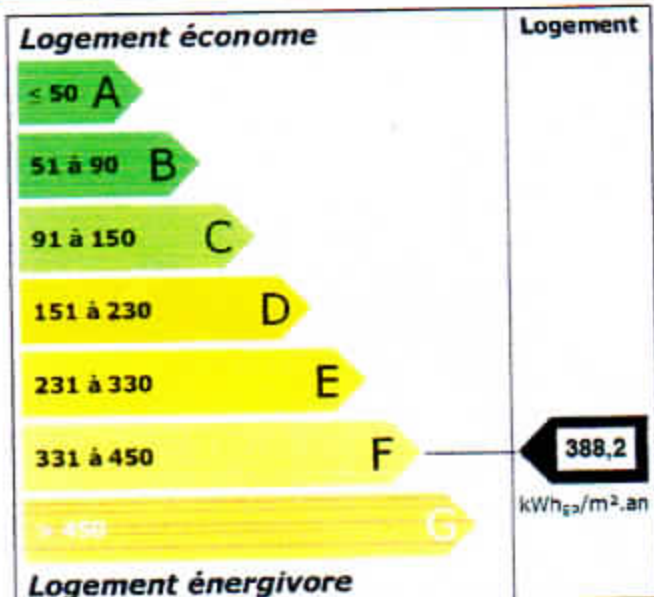 Logement économe
Logement
≤ 50 A
51 à 90 B
91 à 150 C
151 à 230 D
231 à 330 E
331 à 450 F
388,2
kWhEP/m².an
> 450 G
Logement énergivore